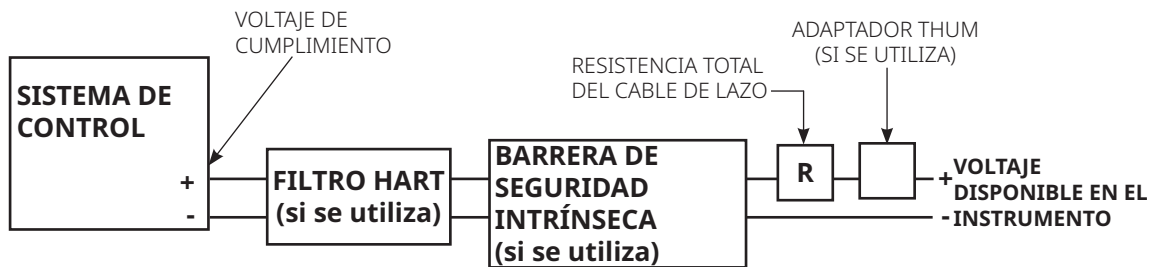 VOLTAJE DE
CUMPLIMIENTO
ADAPTADOR THUM
(SI SE UTILIZA)
RESISTENCIA TOTAL
DEL CABLE DE LAZO
SISTEMA DE
CONTROL
+
-
FILTRO HART
(si se utiliza)
BARRERA DE
SEGURIDAD
INTRÍNSECA
(si se utiliza)
R
+
-
VOLTAJE
DISPONIBLE EN EL
INSTRUMENTO